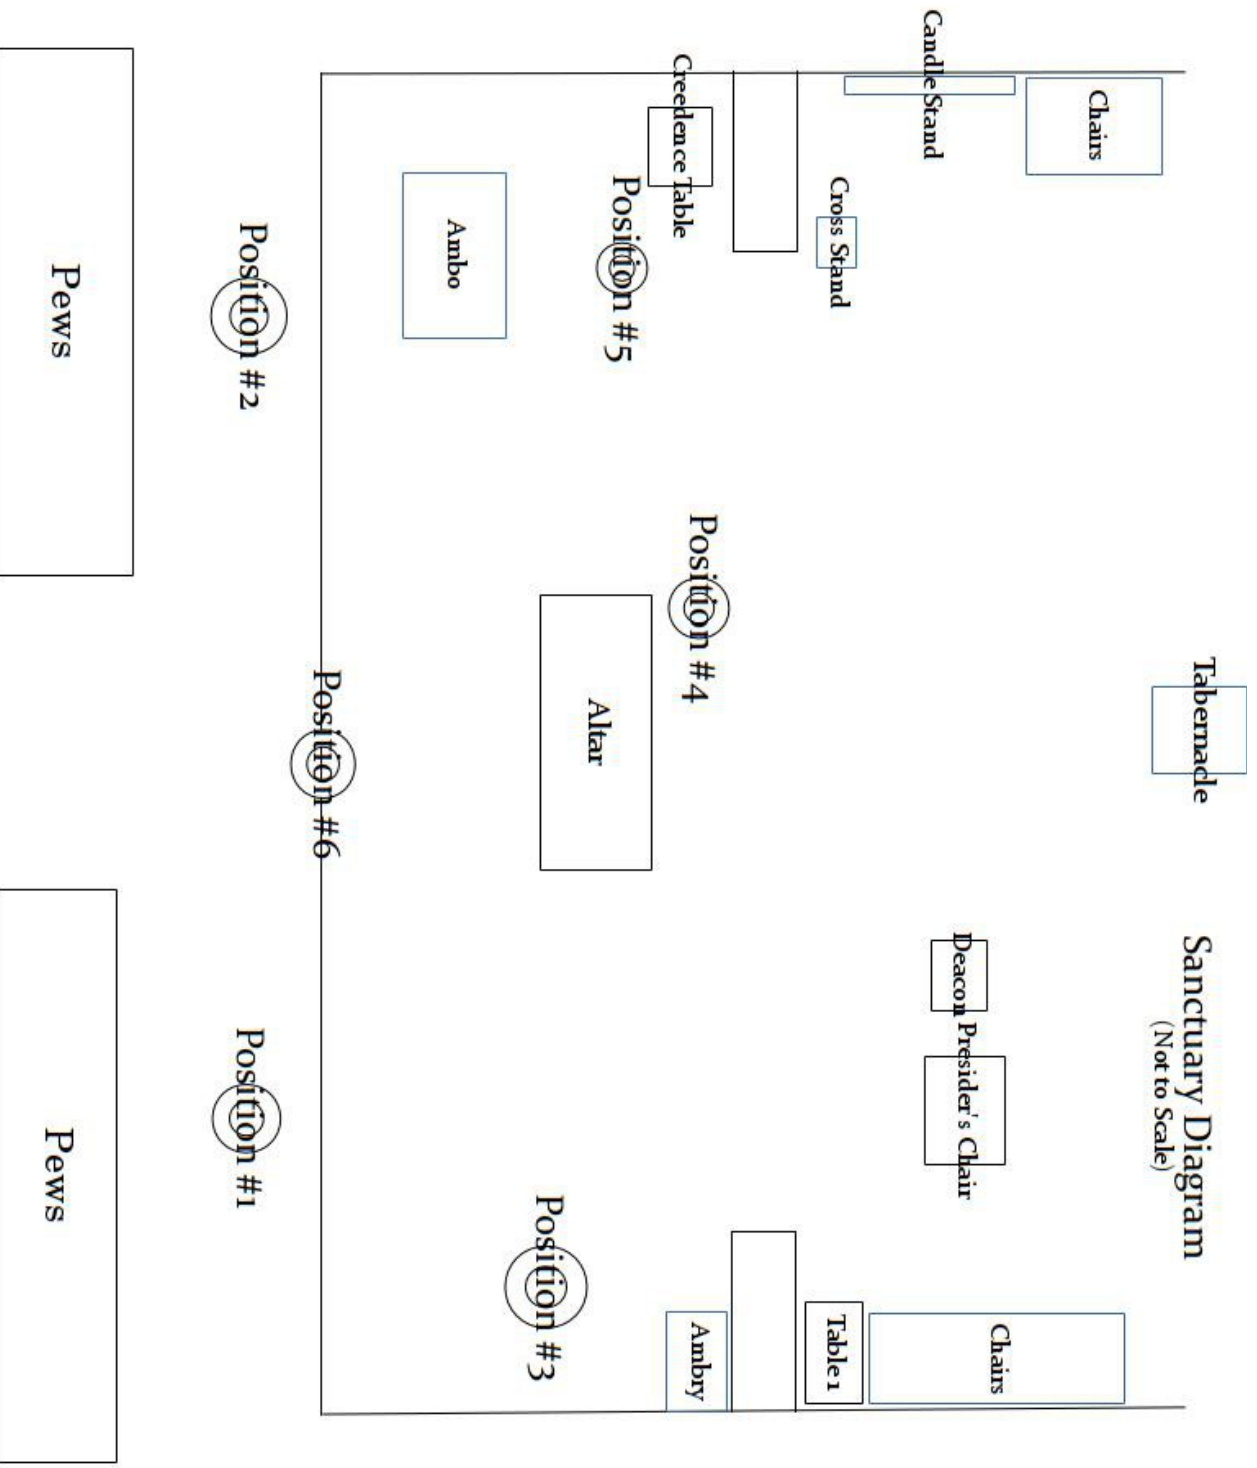 Tabernacle
Sanctuary Diagram
(Not to Scale)
Chairs
Chairs
Candle Stand
Deacon
Presider's Chair
Cross Stand
Table 1
Creedence Table
Position #4
Ambry
Position #5
Altar
Position #3
Ambo
Position #6
Position #2
Position #1
Pews
Pews